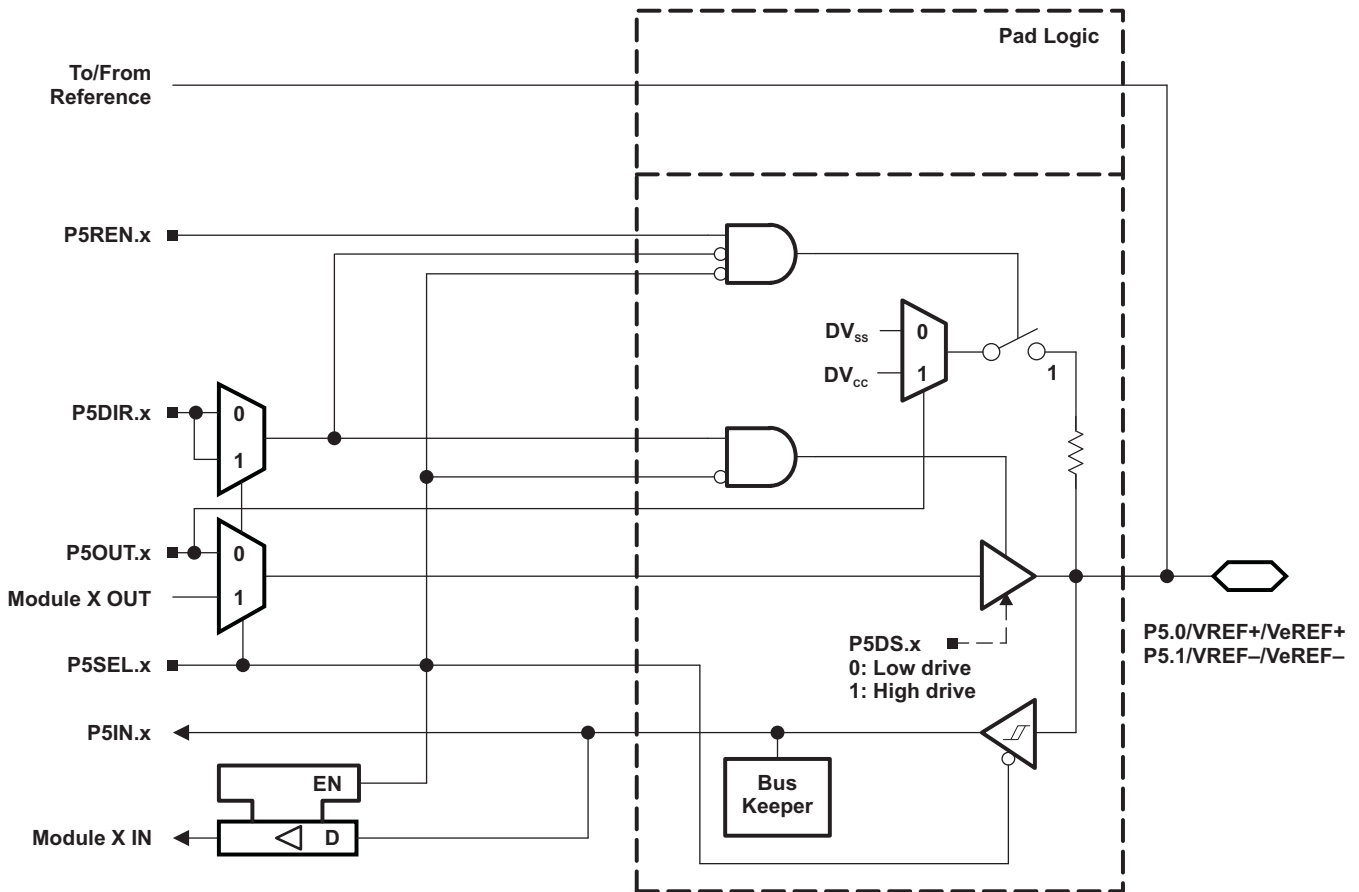 Pad Logic
To/From
Reference
P5REN.x
DVss
0
DVcc
1
1
P5DIR.x
0
1
P5OUT.x
0
Module X OUT
1
P5DS.x
0: Low drive
1: High drive
P5.0/VREF+/VeREF+
P5.1/VREF–/VeREF–
P5SEL.x
P5IN.x
EN
Bus
Keeper
Module X IN
D